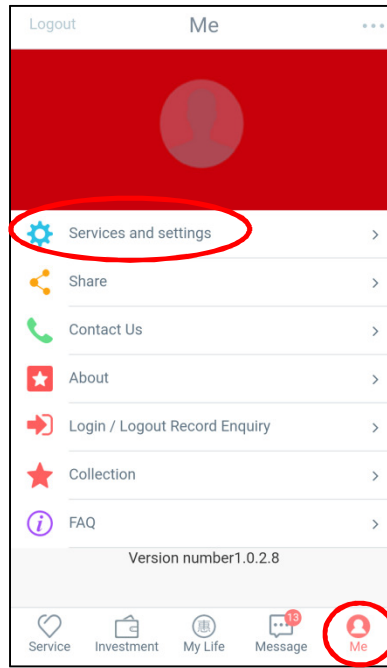 Logout Me ...
Services and settings
Share
Contact Us
About
Login / Logout Record Enquiry
Collection
i FAQ
Version number1.0.2.8
惠 13
Service Investment My Life Message Me